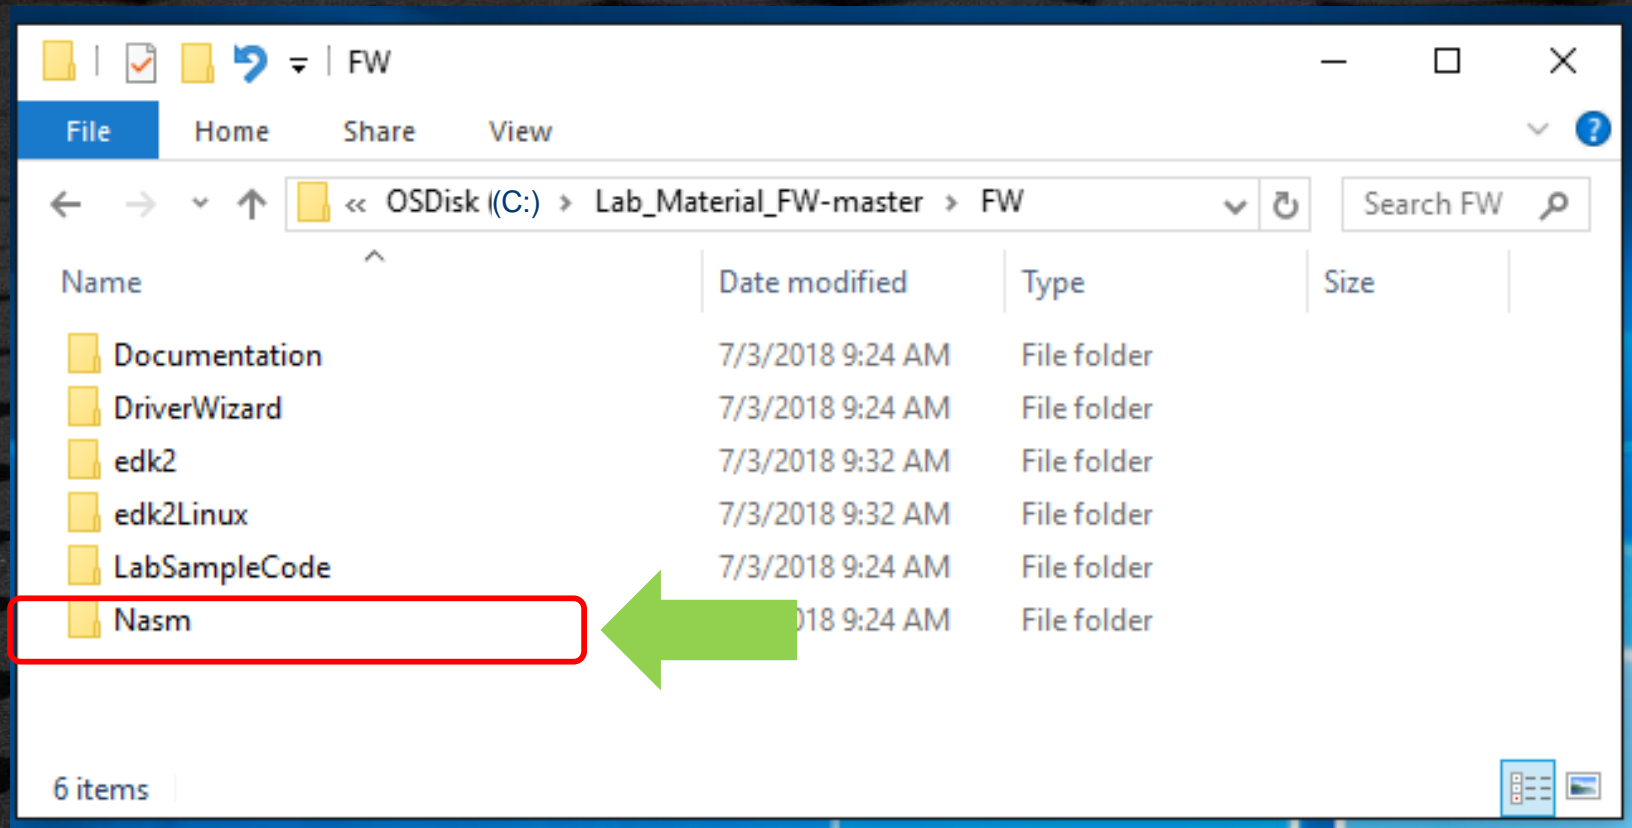 FW
File Home Share View
« OSDisk (C:) > Lab_Material_FW-master > FW Search FW
Name Date modified Type Size
Documentation 7/3/2018 9:24 AM File folder
DriverWizard 7/3/2018 9:24 AM File folder
edk2 7/3/2018 9:32 AM File folder
edk2Linux 7/3/2018 9:32 AM File folder
LabSampleCode 7/3/2018 9:24 AM File folder
Nasm 018 9:24 AM File folder
6 items